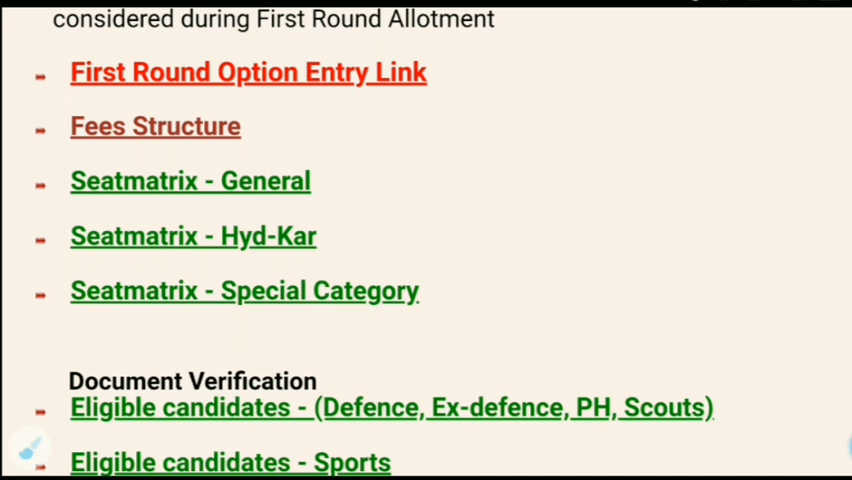 considered during First Round Allotment
First Round Option Entry Link
Fees Structure
Seatmatrix - General
Seatmatrix - Hyd-Kar
Seatmatrix - Special Category
Document Verification
Eligible candidates - (Defence, Ex-defence, PH, Scouts)
Eligible candidates - Sports